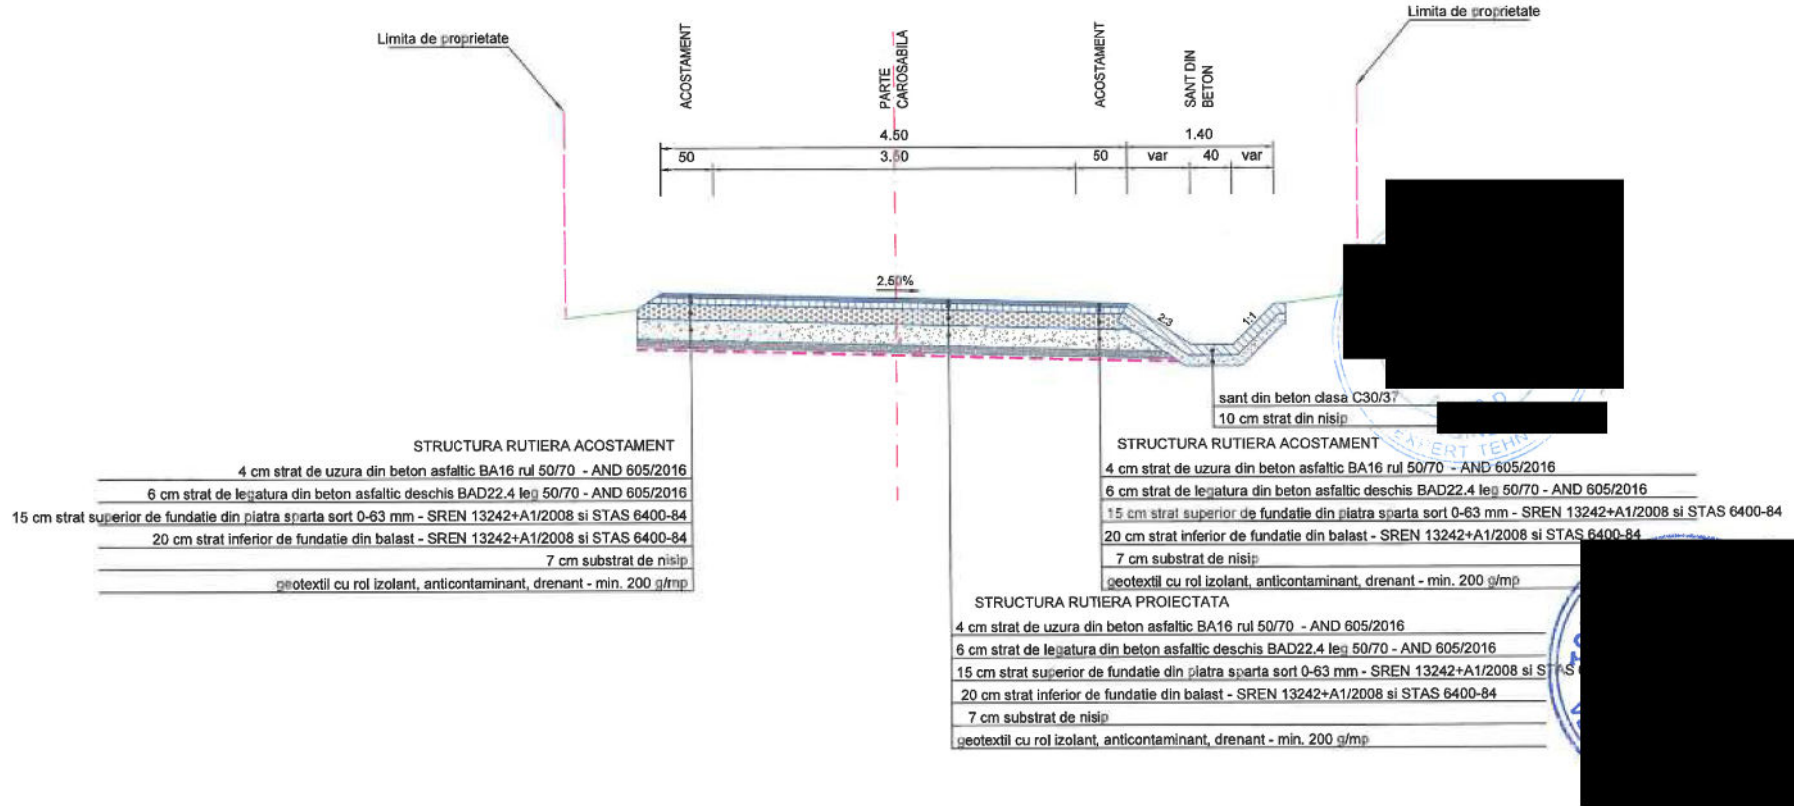 Limita de proprietate
Limita de proprietate
ACOSTAMENT
PARTE
CAROSABILA
ACOSTAMENT
SANT DIN
BETON
4.50
1.40
50
3.50
50
var
40
var
2.50%
2:3
1:1
sant din beton clasa C30/37
10 cm strat din nisip
EXPERT TEHN
STRUCTURA RUTIERA ACOSTAMENT
4 cm strat de uzura din beton asfaltic BA16 rul 50/70 - AND 605/2016
6 cm strat de legatura din beton asfaltic deschis BAD22.4 leg 50/70 - AND 605/2016
15 cm strat superior de fundatie din piatra sparta sort 0-63 mm - SREN 13242+A1/2008 si STAS 6400-84
20 cm strat inferior de fundatie din balast - SREN 13242+A1/2008 si STAS 6400-84
7 cm substrat de nisip
geotextil cu rol izolant, anticontaminant, drenant - min. 200 g/mp
STRUCTURA RUTIERA ACOSTAMENT
4 cm strat de uzura din beton asfaltic BA16 rul 50/70 - AND 605/2016
6 cm strat de legatura din beton asfaltic deschis BAD22.4 leg 50/70 - AND 605/2016
15 cm strat superior de fundatie din piatra sparta sort 0-63 mm - SREN 13242+A1/2008 si STAS 6400-84
20 cm strat inferior de fundatie din balast - SREN 13242+A1/2008 si STAS 6400-84
7 cm substrat de nisip
geotextil cu rol izolant, anticontaminant, drenant - min. 200 g/mp
STRUCTURA RUTIERA PROIECTATA
4 cm strat de uzura din beton asfaltic BA16 rul 50/70 - AND 605/2016
6 cm strat de legatura din beton asfaltic deschis BAD22.4 leg 50/70 - AND 605/2016
15 cm strat superior de fundatie din piatra sparta sort 0-63 mm - SREN 13242+A1/2008 si STAS
20 cm strat inferior de fundatie din balast - SREN 13242+A1/2008 si STAS 6400-84
7 cm substrat de nisip
geotextil cu rol izolant, anticontaminant, drenant - min. 200 g/mp